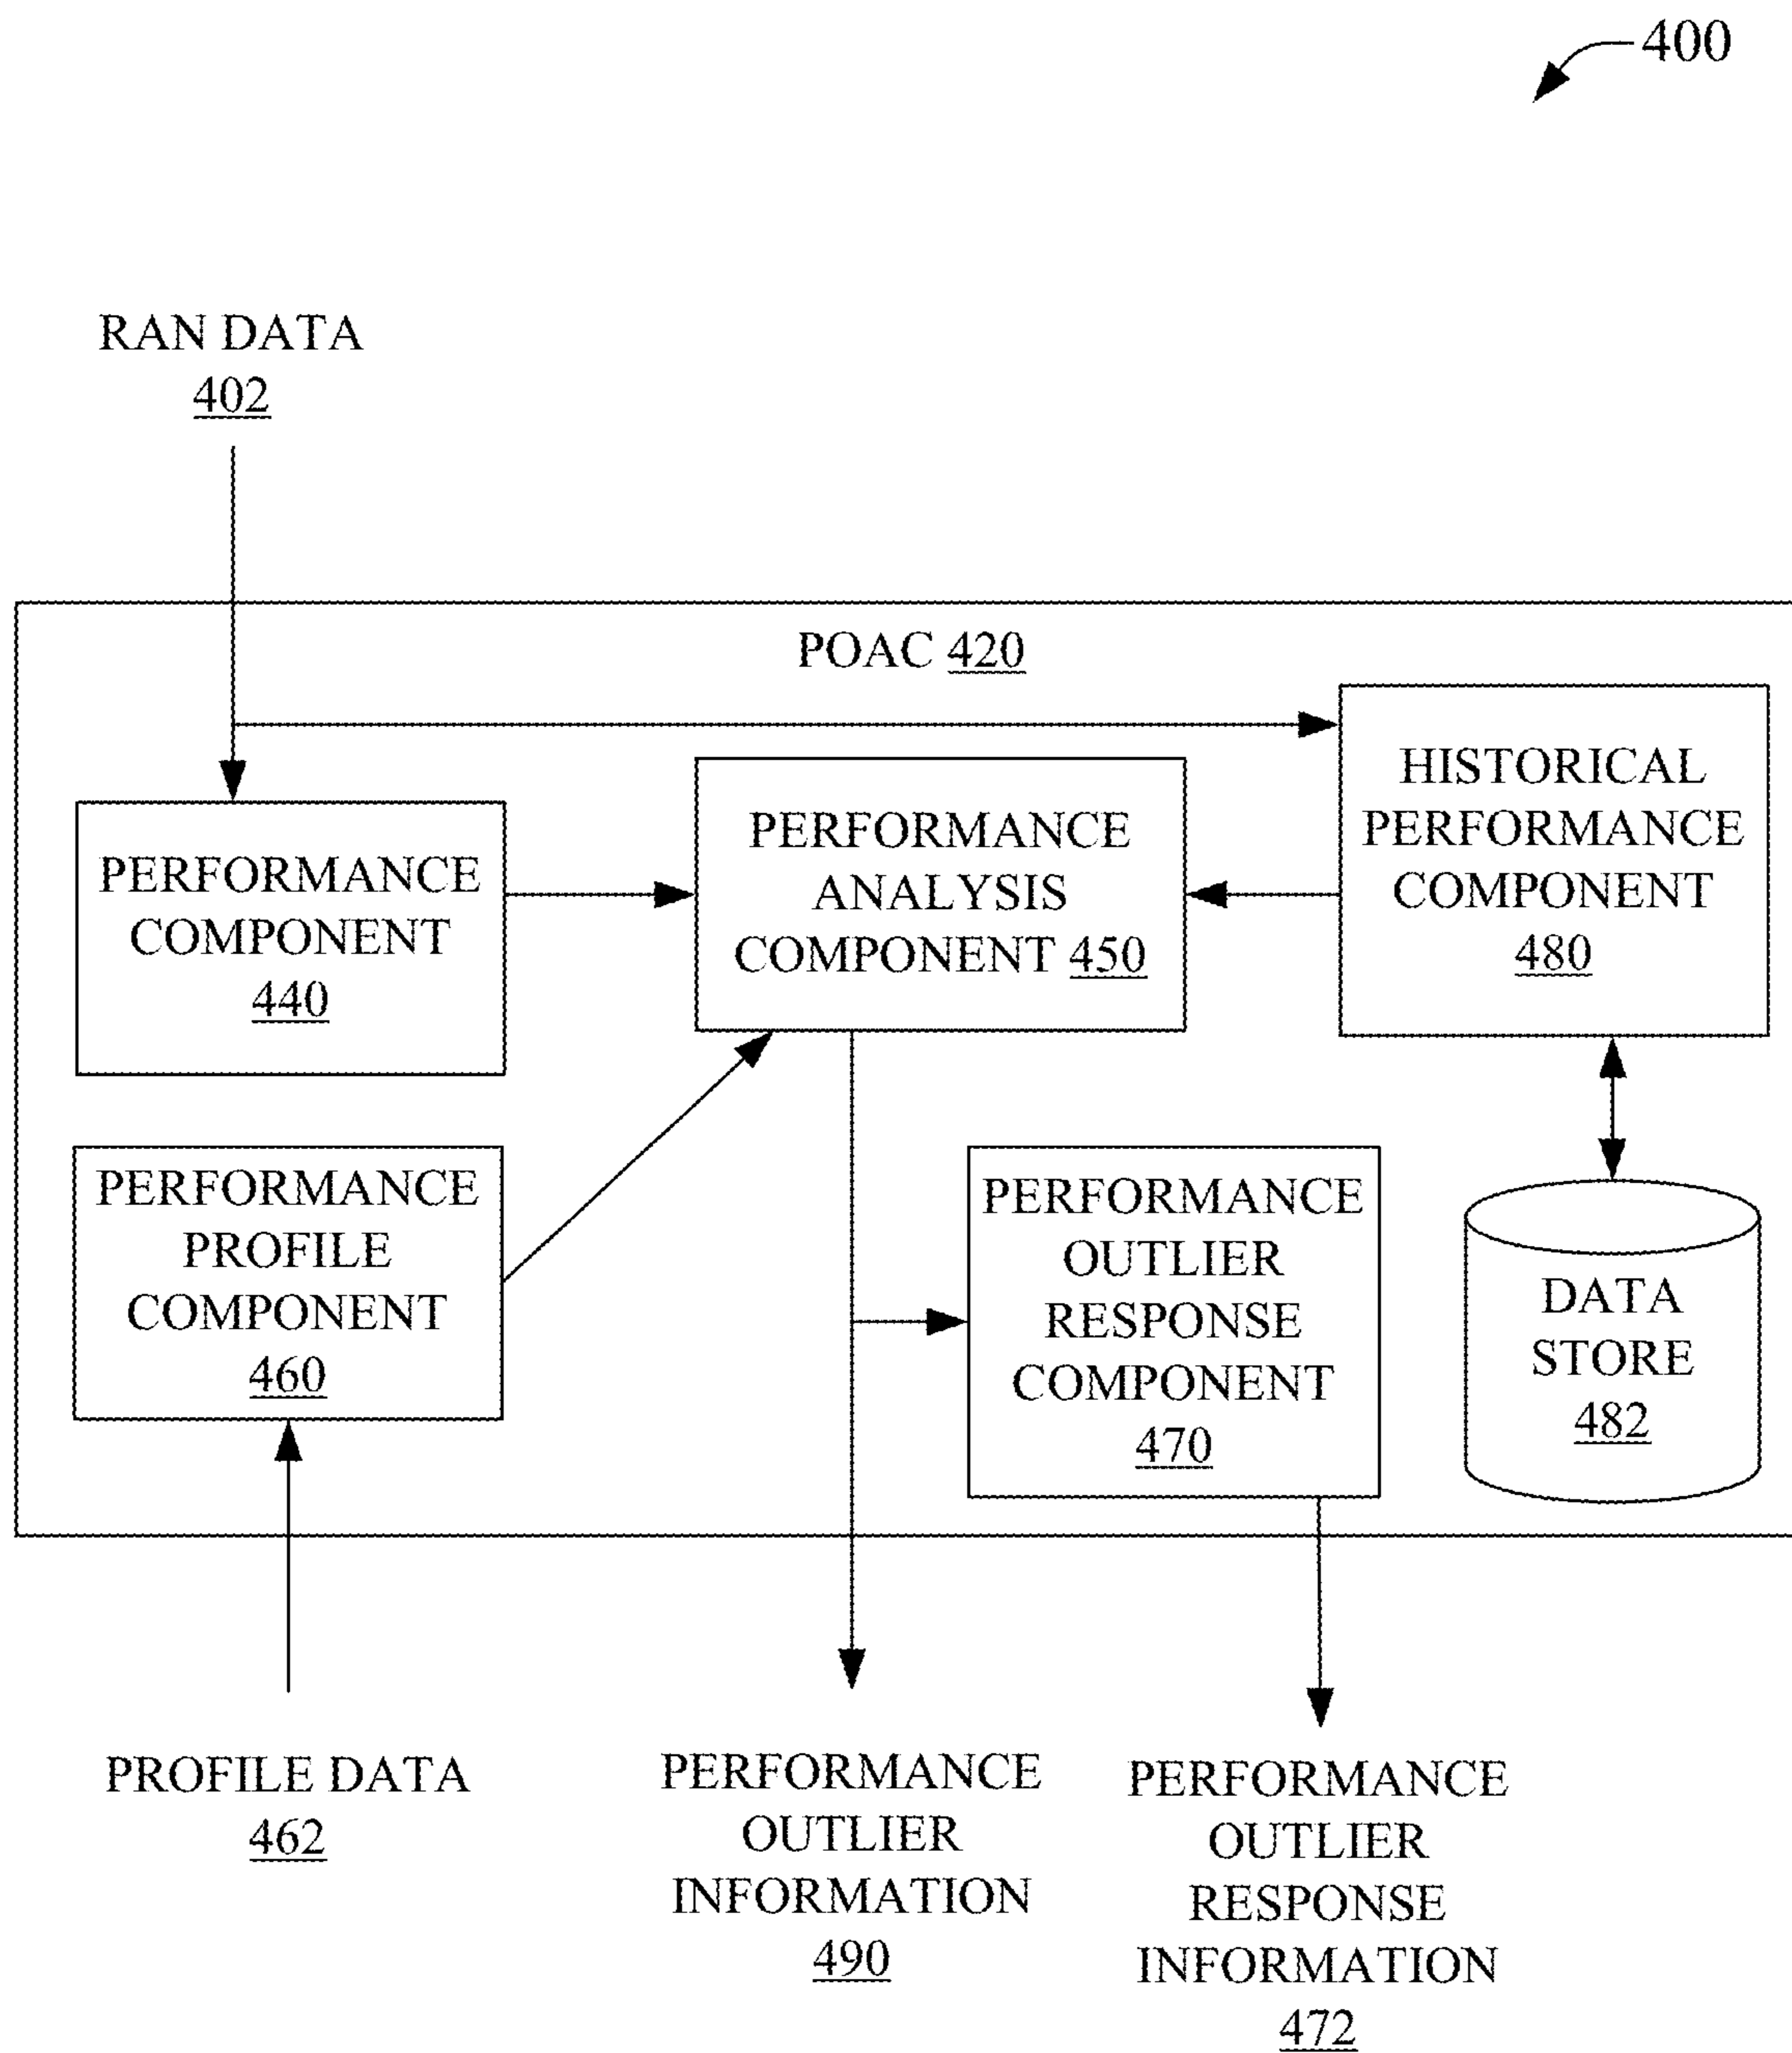 400
RAN DATA
402
POAC 420
PERFORMANCE
COMPONENT
440
PERFORMANCE
ANALYSIS
COMPONENT 450
HISTORICAL
PERFORMANCE
COMPONENT
480
PERFORMANCE
PROFILE
COMPONENT
460
PERFORMANCE
OUTLIER
RESPONSE
COMPONENT
470
DATA
STORE
482
PROFILE DATA
462
PERFORMANCE
OUTLIER
INFORMATION
490
PERFORMANCE
OUTLIER
RESPONSE
INFORMATION
472